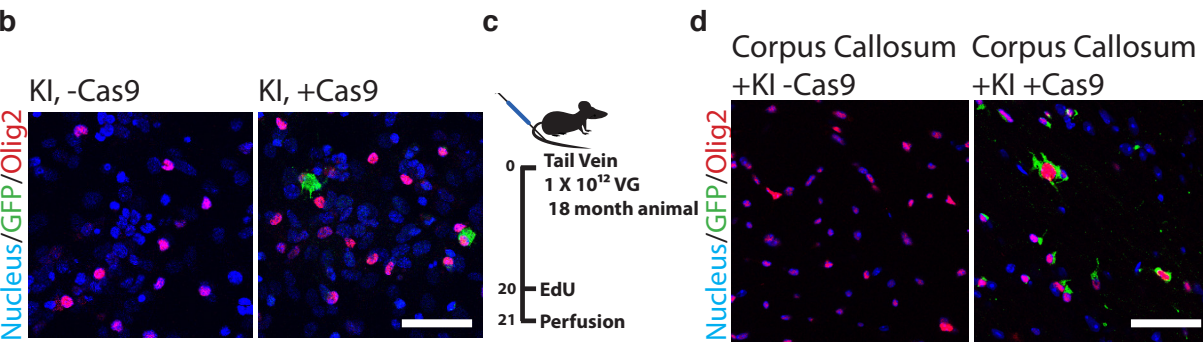 b
KI, -Cas9
KI, +Cas9
Nucleus/GFP/Olig2
c
0
Tail Vein
1 X 10¹² VG
18 month animal
20
EdU
21
Perfusion
d
Corpus Callosum
+KI -Cas9
Corpus Callosum
+KI +Cas9
Nucleus/GFP/Olig2